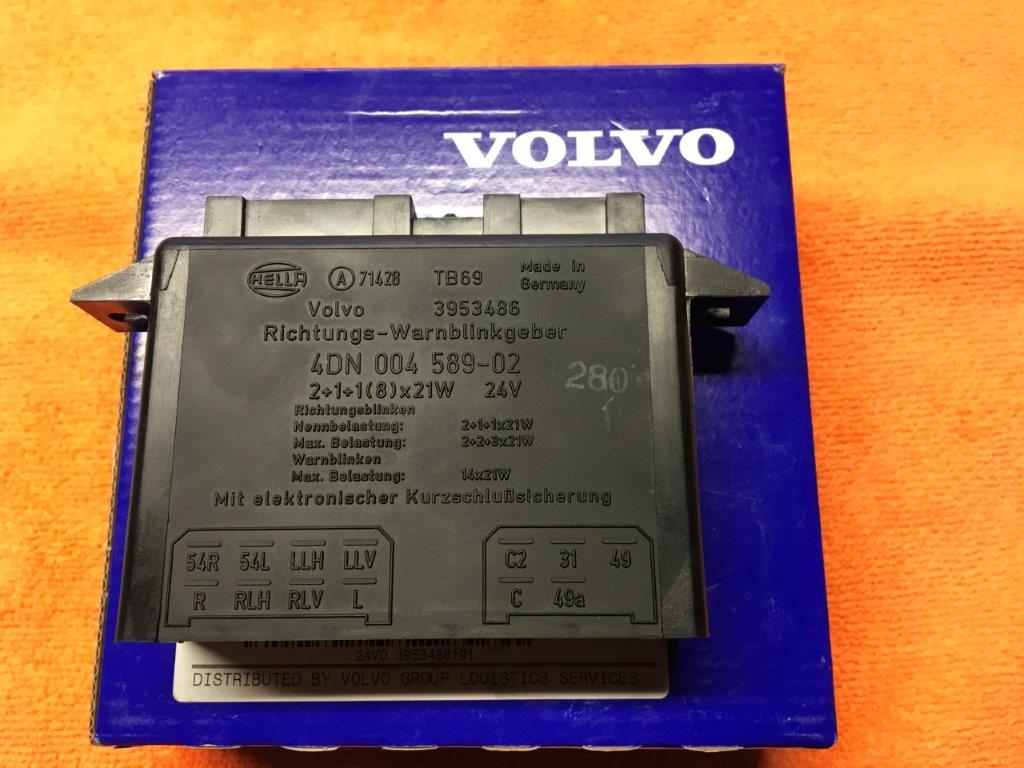 VOLVO
HELLA A 71428 TB69 Made in Germany
Volvo 3953486
Richtungs-Warnblinkgeber
4DN 004 589-02
280
2+1+1(8)x21W 24V
Richtungsblinken
Nennbelastung: 2+1+1x21W
Max. Belastung: 2+2+3x21W
Warnblinken
Max. Belastung: 14x21W
Mit elektronischer Kurzschlußsicherung
54R 54L LLH LLV
R RLH RLV L
C2 31 49
C 49a
24VO 3953486191
DISTRIBUTED BY VOLVO GROUP LOGISTICS SERVICES